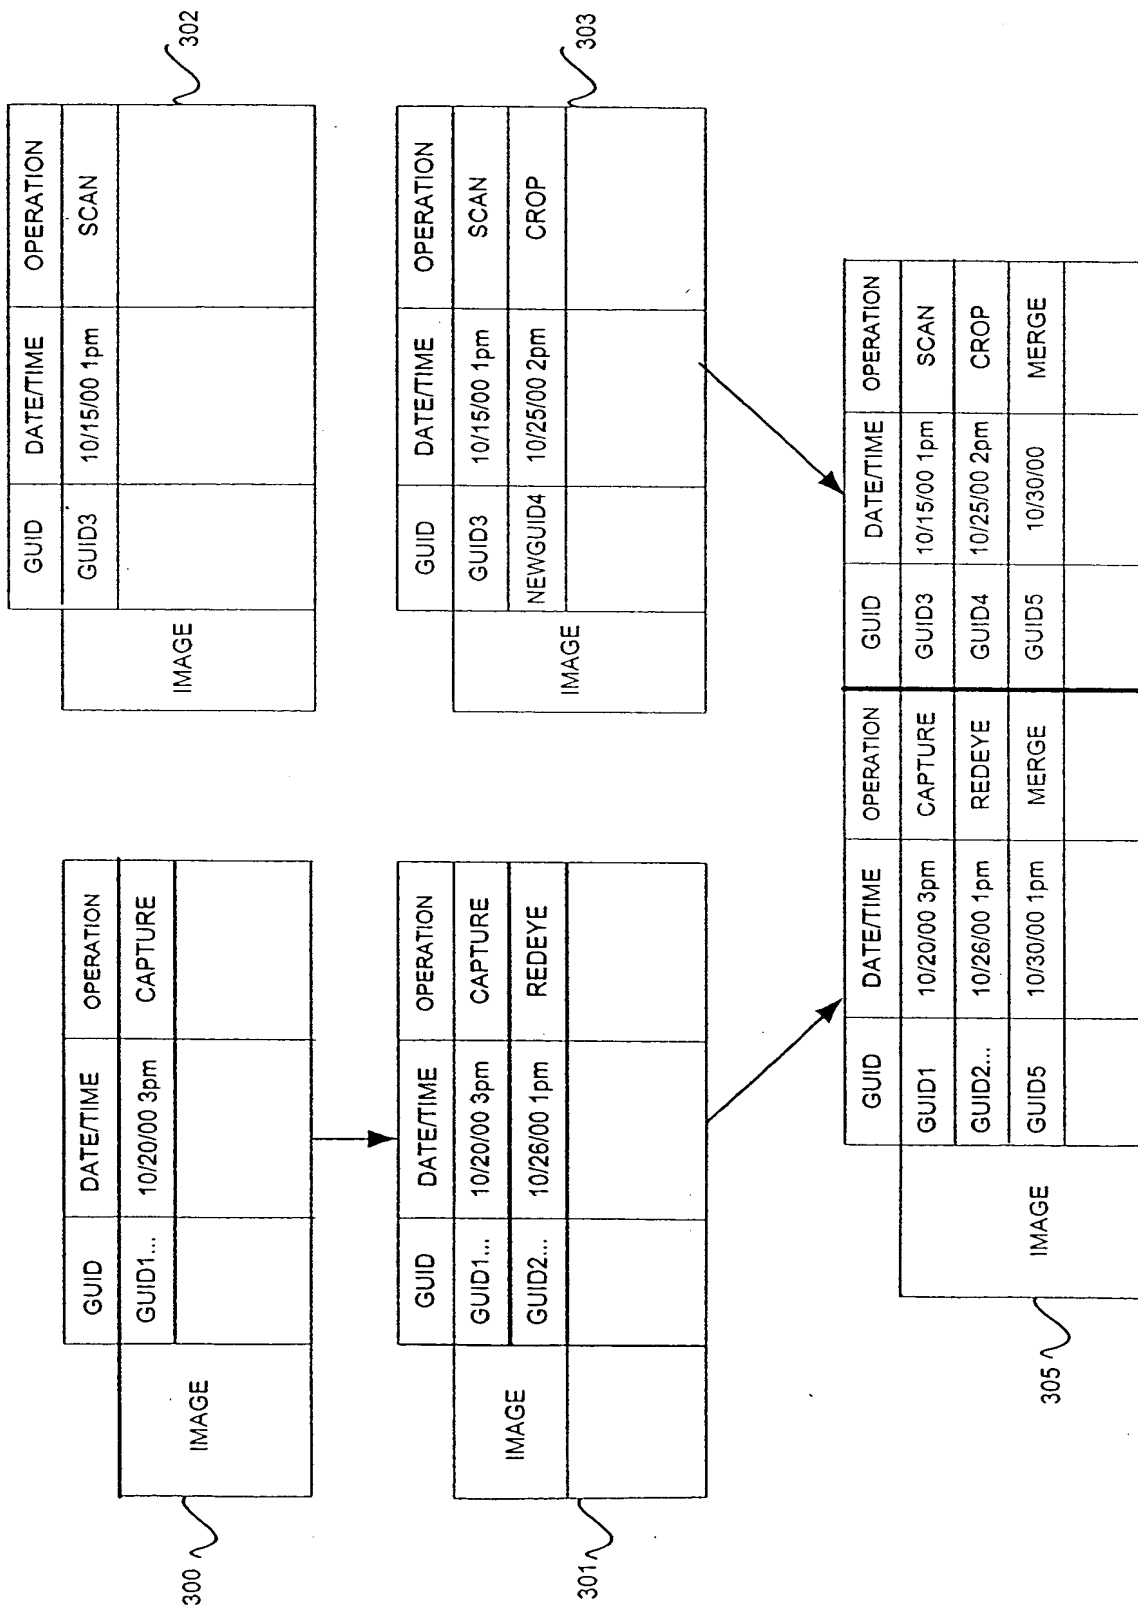 GUID DATE/TIME OPERATION
IMAGE GUID1... 10/20/00 3pm CAPTURE
300
GUID DATE/TIME OPERATION
IMAGE GUID3 10/15/00 1pm SCAN
302
GUID DATE/TIME OPERATION
GUID1... 10/20/00 3pm CAPTURE
IMAGE GUID2... 10/26/00 1pm REDEYE
301
GUID DATE/TIME OPERATION
GUID3 10/15/00 1pm SCAN
NEWGUID4 10/25/00 2pm CROP
IMAGE
303
GUID DATE/TIME OPERATION GUID DATE/TIME OPERATION
GUID1 10/20/00 3pm CAPTURE GUID3 10/15/00 1pm SCAN
GUID2... 10/26/00 1pm REDEYE GUID4 10/25/00 2pm CROP
GUID5 10/30/00 1pm MERGE GUID5 10/30/00 MERGE
IMAGE
305